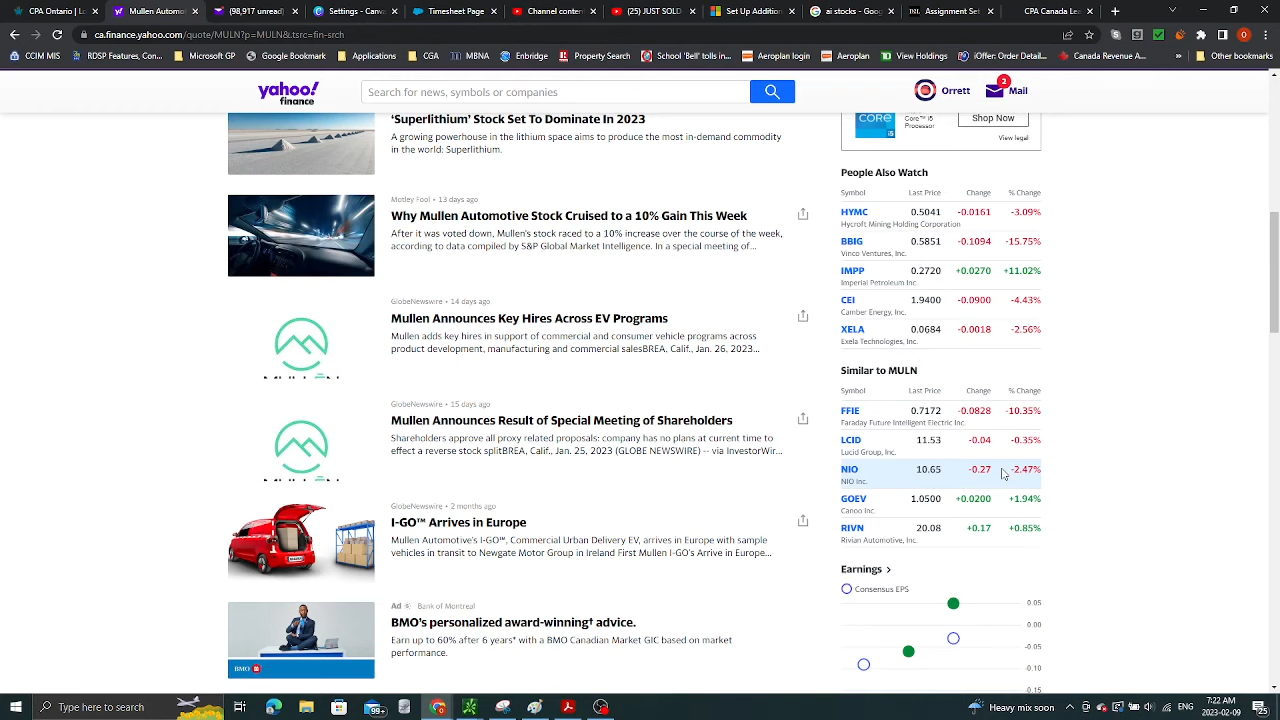 CPA Ontario | Lo
Mullen Automot
(98,917 unread)
Settings - Carew
Timesheet Page
Channel content
(25) JUST SOLD
Set Up Addition
ai stocks - Goo
Assignment Set
CPA Canada Lea
ca.finance.yahoo.com/quote/MULN?p=MULN&.tsrc=fin-srch
CCIM MIS
RDSP Features | Com...
Microsoft GP
Google Bookmark
Applications
CGA
MBNA
Enbridge
Property Search
School 'Bell' tolls in...
Aeroplan login
Aeroplan
View Holdings
Offer: Order Detail...
Canada Revenue A...
Other bookmarks
yahoo!
finance
Search for news, symbols or companies
Orrett
2
Mail
'Superlithium' Stock Set To Dominate In 2023
A growing powerhouse in the lithium space aims to produce the most in-demand commodity
in the world: Superlithium.
Motley Fool • 13 days ago
Why Mullen Automotive Stock Cruised to a 10% Gain This Week
After it was voted down, Mullen's stock raced to a 10% increase over the course of the week,
according to data compiled by S&P Global Market Intelligence. In a special meeting of...
GlobeNewswire • 14 days ago
Mullen Announces Key Hires Across EV Programs
Mullen adds key hires in support of commercial and consumer vehicle programs across
product development, manufacturing and commercial salesBREA, Calif., Jan. 26, 2023...
GlobeNewswire • 15 days ago
Mullen Announces Result of Special Meeting of Shareholders
Shareholders approve all proxy related proposals: company has no plans at current time to
effect a reverse stock splitBREA, Calif., Jan. 25, 2023 (GLOBE NEWSWIRE) -- via InvestorWir...
GlobeNewswire • 2 months ago
I-GO™ Arrives in Europe
Mullen Automotive's I-GO™, Commercial Urban Delivery EV, arrives in Europe with sample
vehicles in transit to Newgate Motor Group in Ireland First Mullen I-GO's Arrive in Europe...
Ad Bank of Montreal
BMO's personalized award-winning† advice.
Earn up to 60% after 6 years* with a BMO Canadian Market GIC based on market
performance.
BMO
CORE
i5
Core™ i5
Processor
Shop Now
View legal
People Also Watch
Symbol Last Price Change % Change
HYMC 0.5041 -0.0161 -3.09%
Hycroft Mining Holding Corporation
BBIG 0.5851 -0.1094 -15.75%
Vinco Ventures, Inc.
IMPP 0.2720 +0.0270 +11.02%
Imperial Petroleum Inc.
CEI 1.9400 -0.0900 -4.43%
Camber Energy, Inc.
XELA 0.0684 -0.0018 -2.56%
Exela Technologies, Inc.
Similar to MULN
Symbol Last Price Change % Change
FFIE 0.7172 -0.0828 -10.35%
Faraday Future Intelligent Electric Inc.
LCID 11.53 -0.04 -0.35%
Lucid Group, Inc.
NIO 10.65 -0.27 -2.47%
NIO Inc.
GOEV 1.0500 +0.0200 +1.94%
Canoo Inc.
RIVN 20.08 +0.17 +0.85%
Rivian Automotive, Inc.
Earnings >
Consensus EPS
0.05
0.00
-0.05
-0.10
-0.15
Type here to search
Heavy rain soon
ENG
7:22 AM